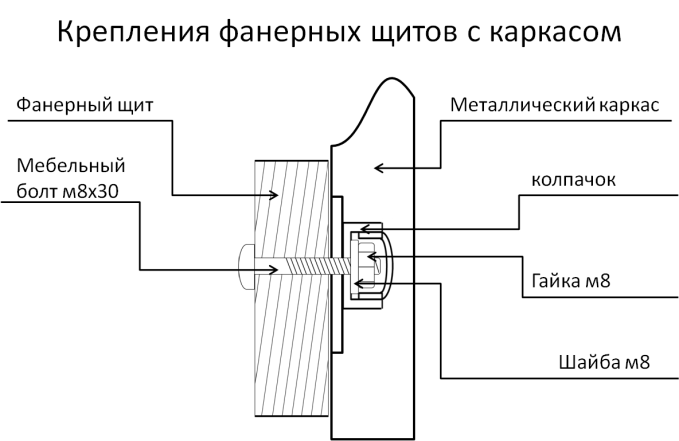 Крепления фанерных щитов с каркасом
Фанерный щит
Металлический каркас
Мебельный
болт м8х30
колпачок
Гайка м8
Шайба м8